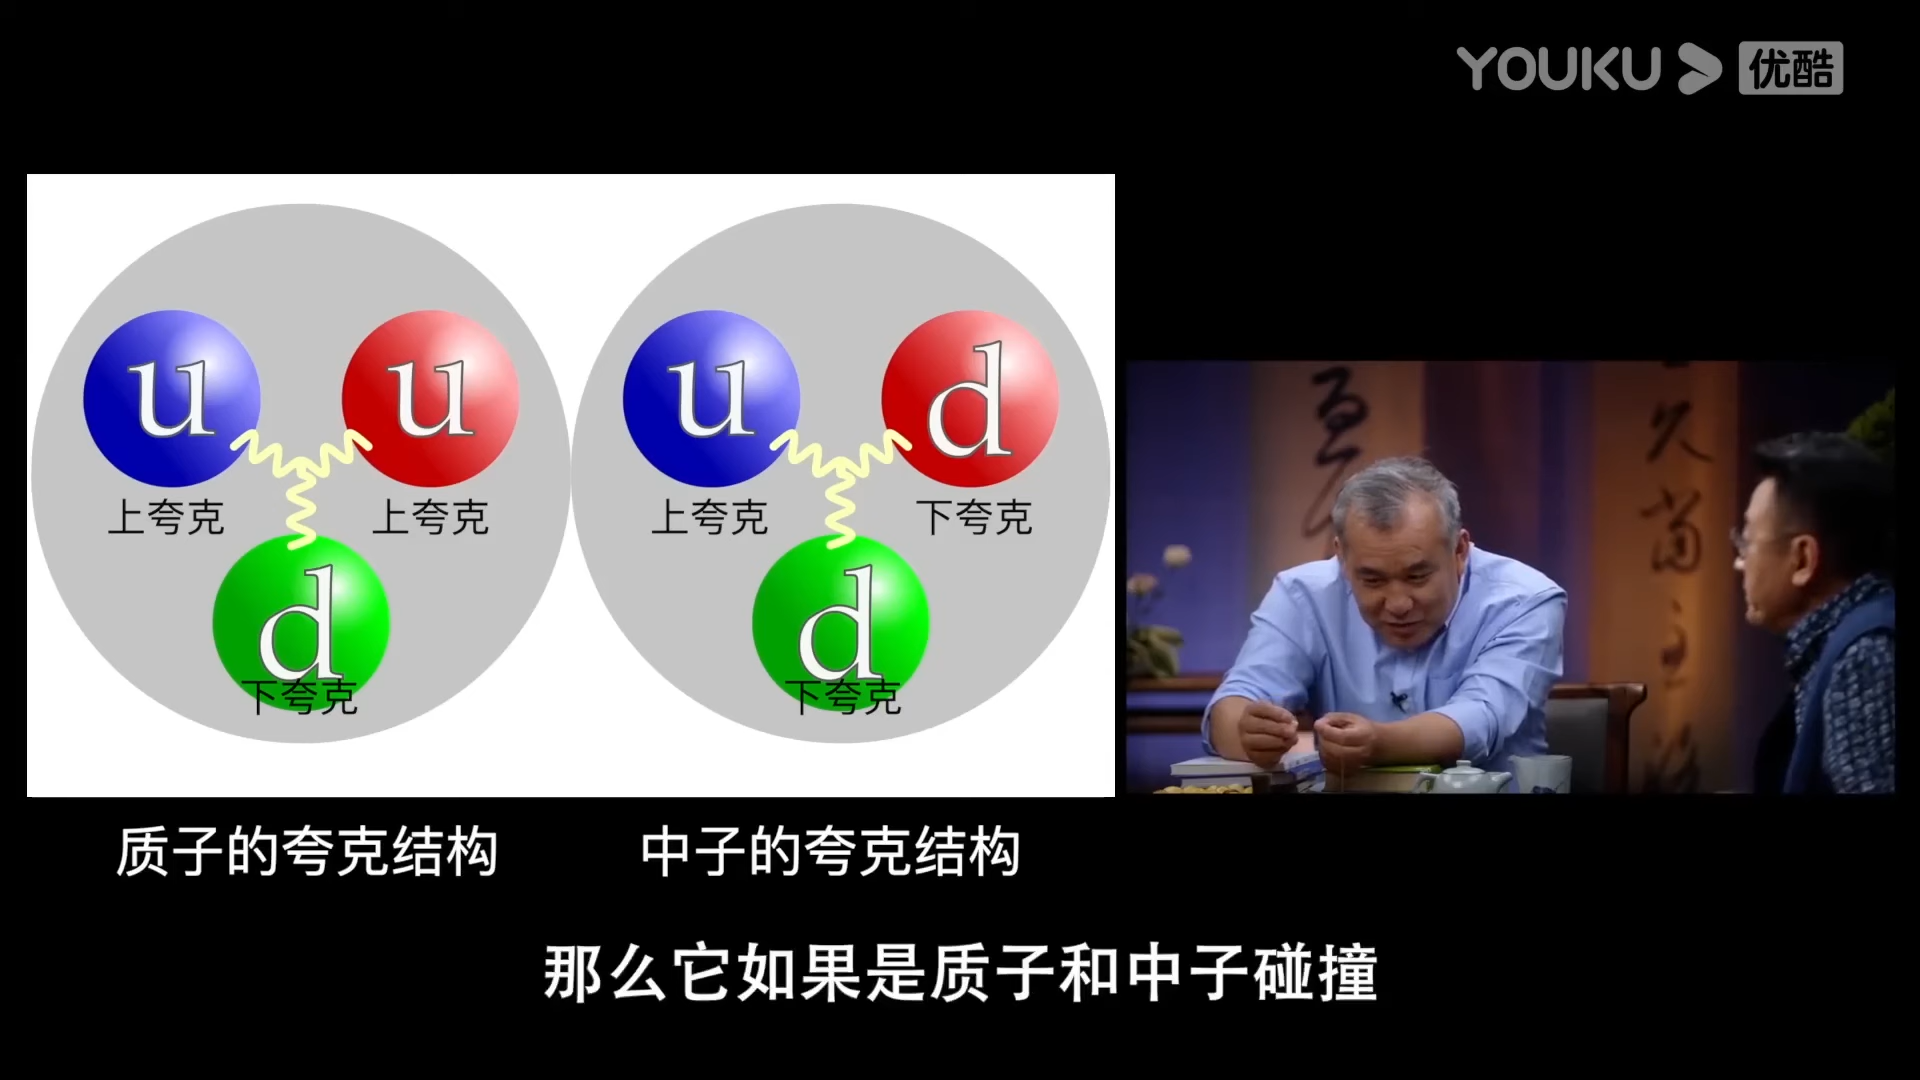 YOUKU 优酷
u u
上夸克 上夸克
d
下夸克
u d
上夸克 下夸克
d
下夸克
质子的夸克结构 中子的夸克结构
那么它如果是质子和中子碰撞